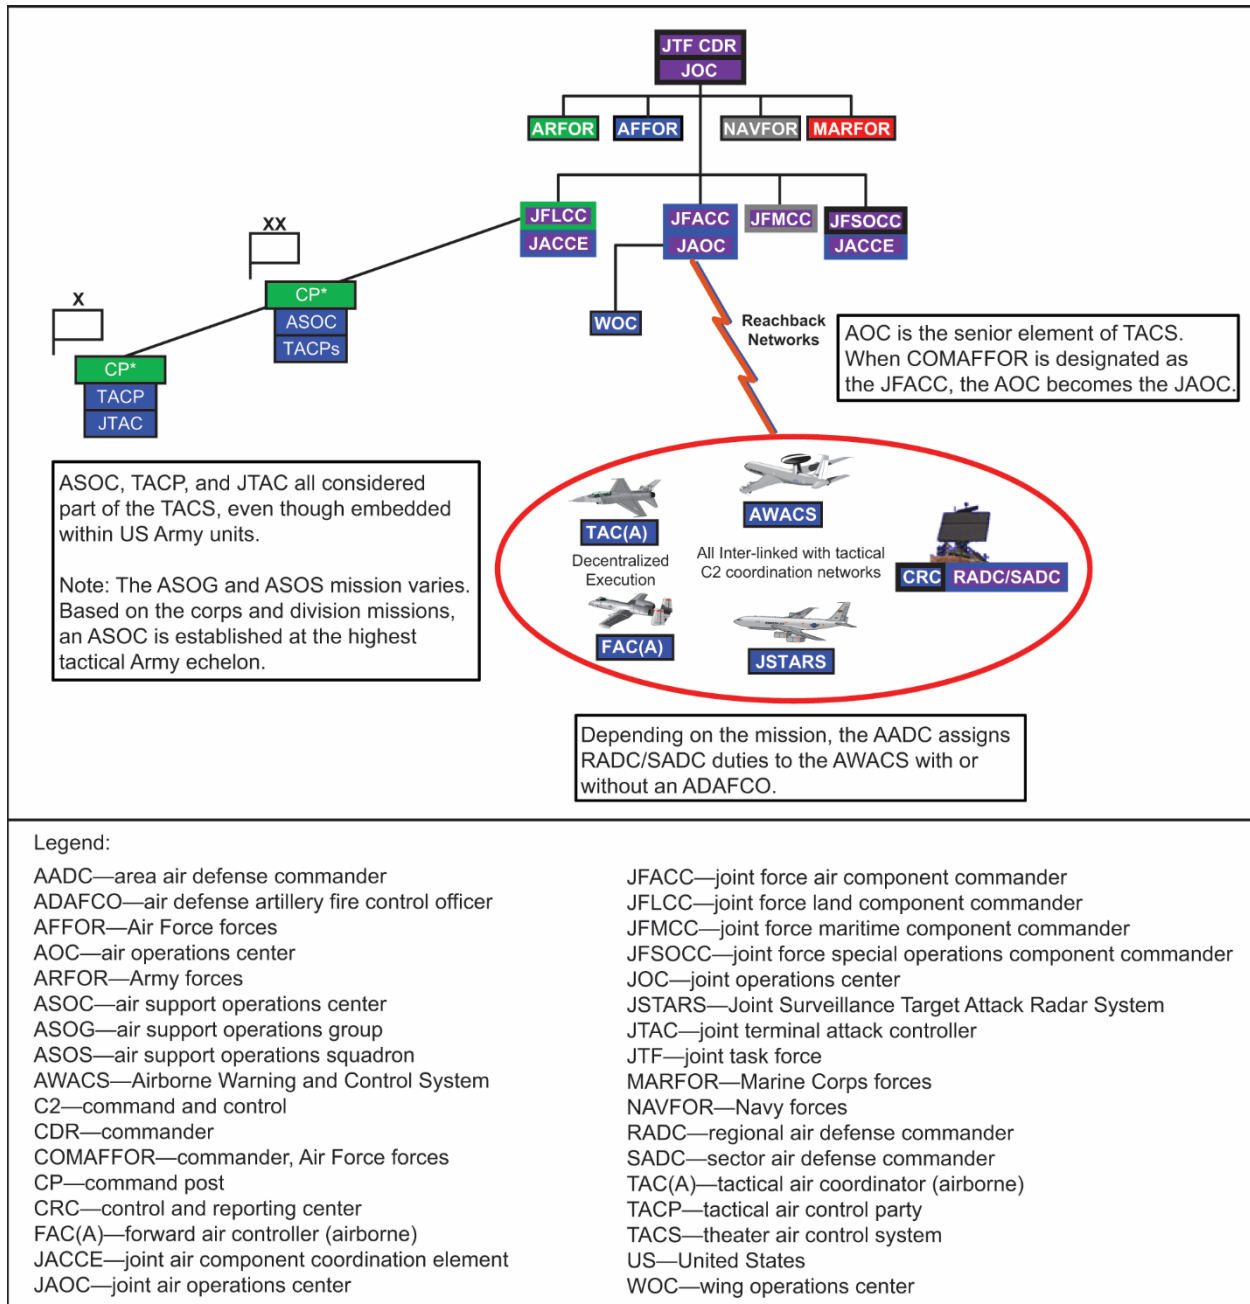 JTF CDR
JOC
ARFOR
AFFOR
NAVFOR
MARFOR
JFLCC
JACCE
JFACC
JAOC
JFMCC
JFSOCC
JACCE
XX
CP*
ASOC
TACPs
X
CP*
TACP
JTAC
WOC
Reachback
Networks
AOC is the senior element of TACS.
When COMAFFOR is designated as
the JFACC, the AOC becomes the JAOC.
ASOC, TACP, and JTAC all considered
part of the TACS, even though embedded
within US Army units.
Note: The ASOG and ASOS mission varies.
Based on the corps and division missions,
an ASOC is established at the highest
tactical Army echelon.
TAC(A)
Decentralized
Execution
FAC(A)
AWACS
All Inter-linked with tactical
C2 coordination networks
JSTARS
CRC RADC/SADC
Depending on the mission, the AADC assigns
RADC/SADC duties to the AWACS with or
without an ADAFCO.
Legend:
AADC—area air defense commander
ADAFCO—air defense artillery fire control officer
AFFOR—Air Force forces
AOC—air operations center
ARFOR—Army forces
ASOC—air support operations center
ASOG—air support operations group
ASOS—air support operations squadron
AWACS—Airborne Warning and Control System
C2—command and control
CDR—commander
COMAFFOR—commander, Air Force forces
CP—command post
CRC—control and reporting center
FAC(A)—forward air controller (airborne)
JACCE—joint air component coordination element
JAOC—joint air operations center
JFACC—joint force air component commander
JFLCC—joint force land component commander
JFMCC—joint force maritime component commander
JFSOCC—joint force special operations component commander
JOC—joint operations center
JSTARS—Joint Surveillance Target Attack Radar System
JTAC—joint terminal attack controller
JTF—joint task force
MARFOR—Marine Corps forces
NAVFOR—Navy forces
RADC—regional air defense commander
SADC—sector air defense commander
TAC(A)—tactical air coordinator (airborne)
TACP—tactical air control party
TACS—theater air control system
US—United States
WOC—wing operations center